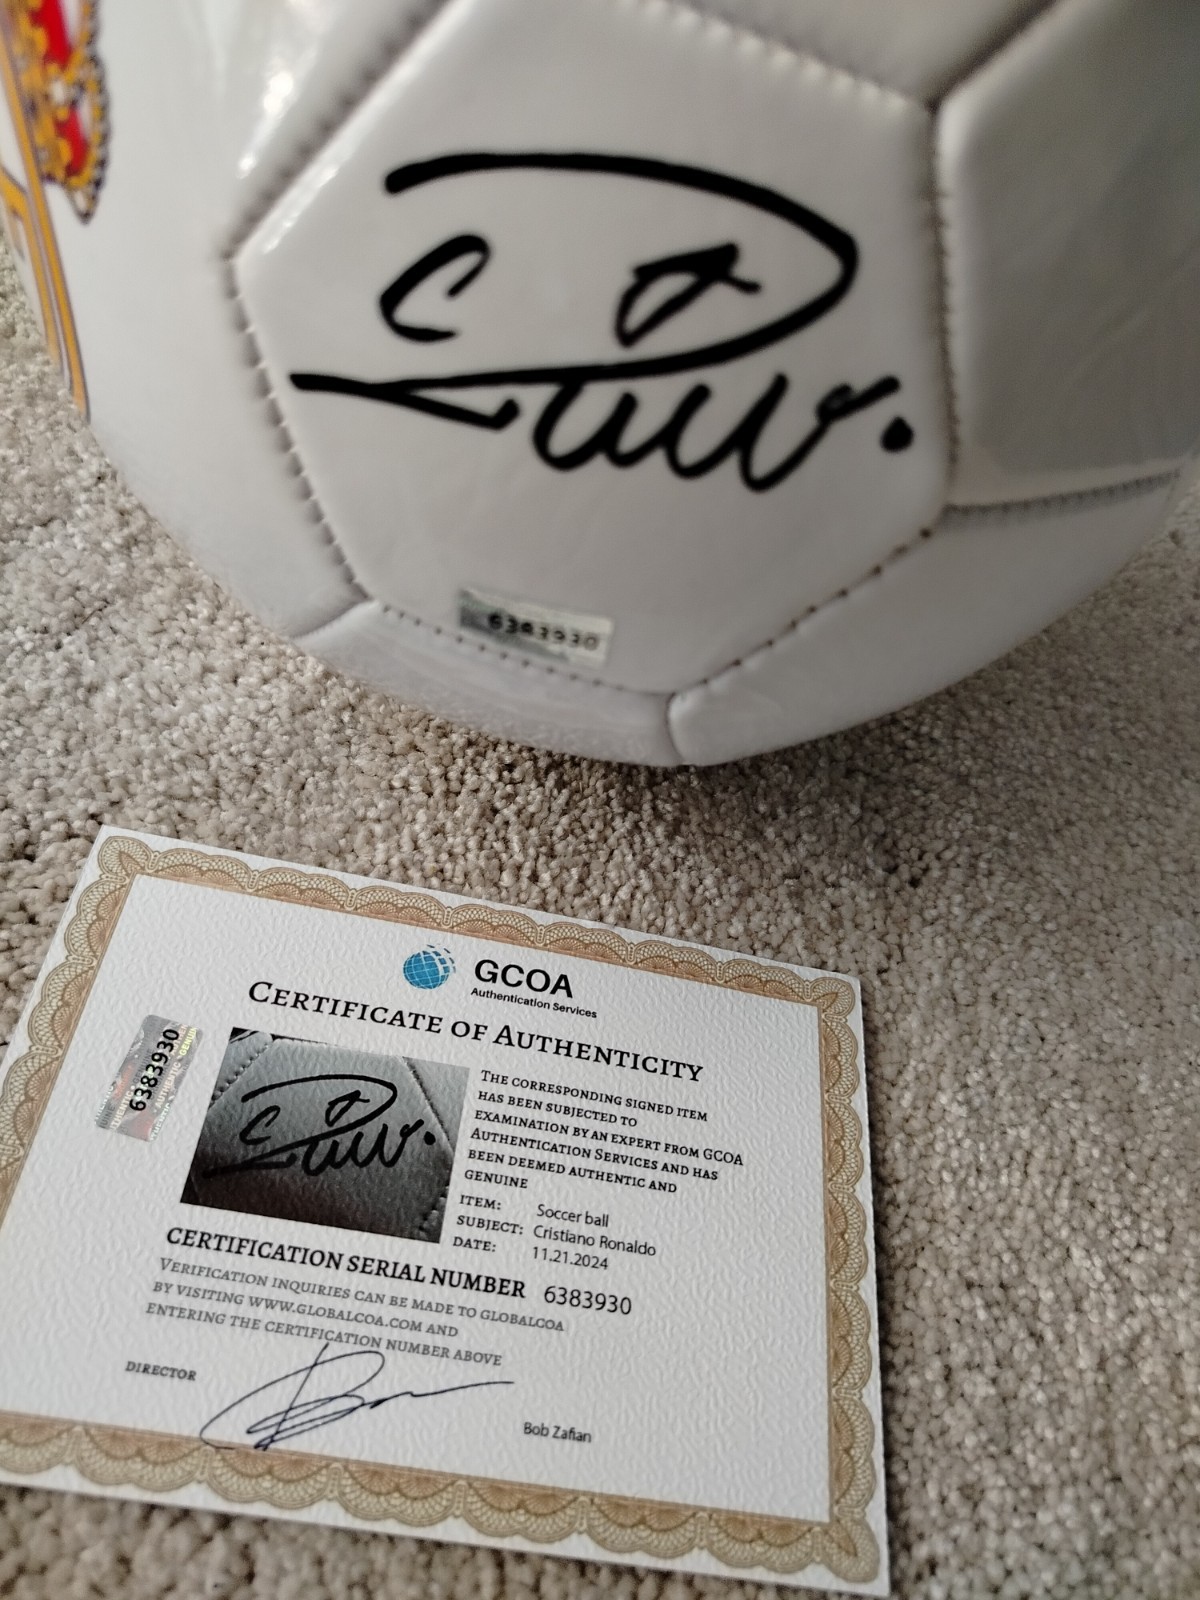 6383930
GCOA
Authentication Services
CERTIFICATE OF AUTHENTICITY
6383930
THE CORRESPONDING SIGNED ITEM
HAS BEEN SUBJECTED TO
EXAMINATION BY AN EXPERT FROM GCOA
AUTHENTICATION SERVICES AND HAS
BEEN DEEMED AUTHENTIC AND
GENUINE
ITEM: Soccer ball
SUBJECT: Cristiano Ronaldo
DATE: 11.21.2024
CERTIFICATION SERIAL NUMBER 6383930
VERIFICATION INQUIRIES CAN BE MADE TO GLOBALCOA
BY VISITING WWW.GLOBALCOA.COM AND
ENTERING THE CERTIFICATION NUMBER ABOVE
DIRECTOR
Bob Zafian